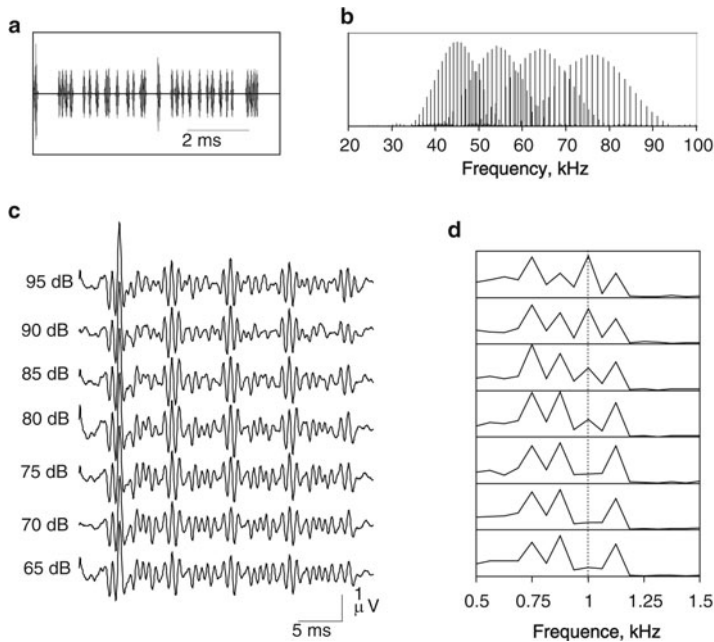 a
2 ms
b
20 30 40 50 60 70 80 90 100
Frequency, kHz
c
95 dB
90 dB
85 dB
80 dB
75 dB
70 dB
65 dB
1
μ V
5 ms
d
0.5 0.75 1 1.25 1.5
Frequence, kHz